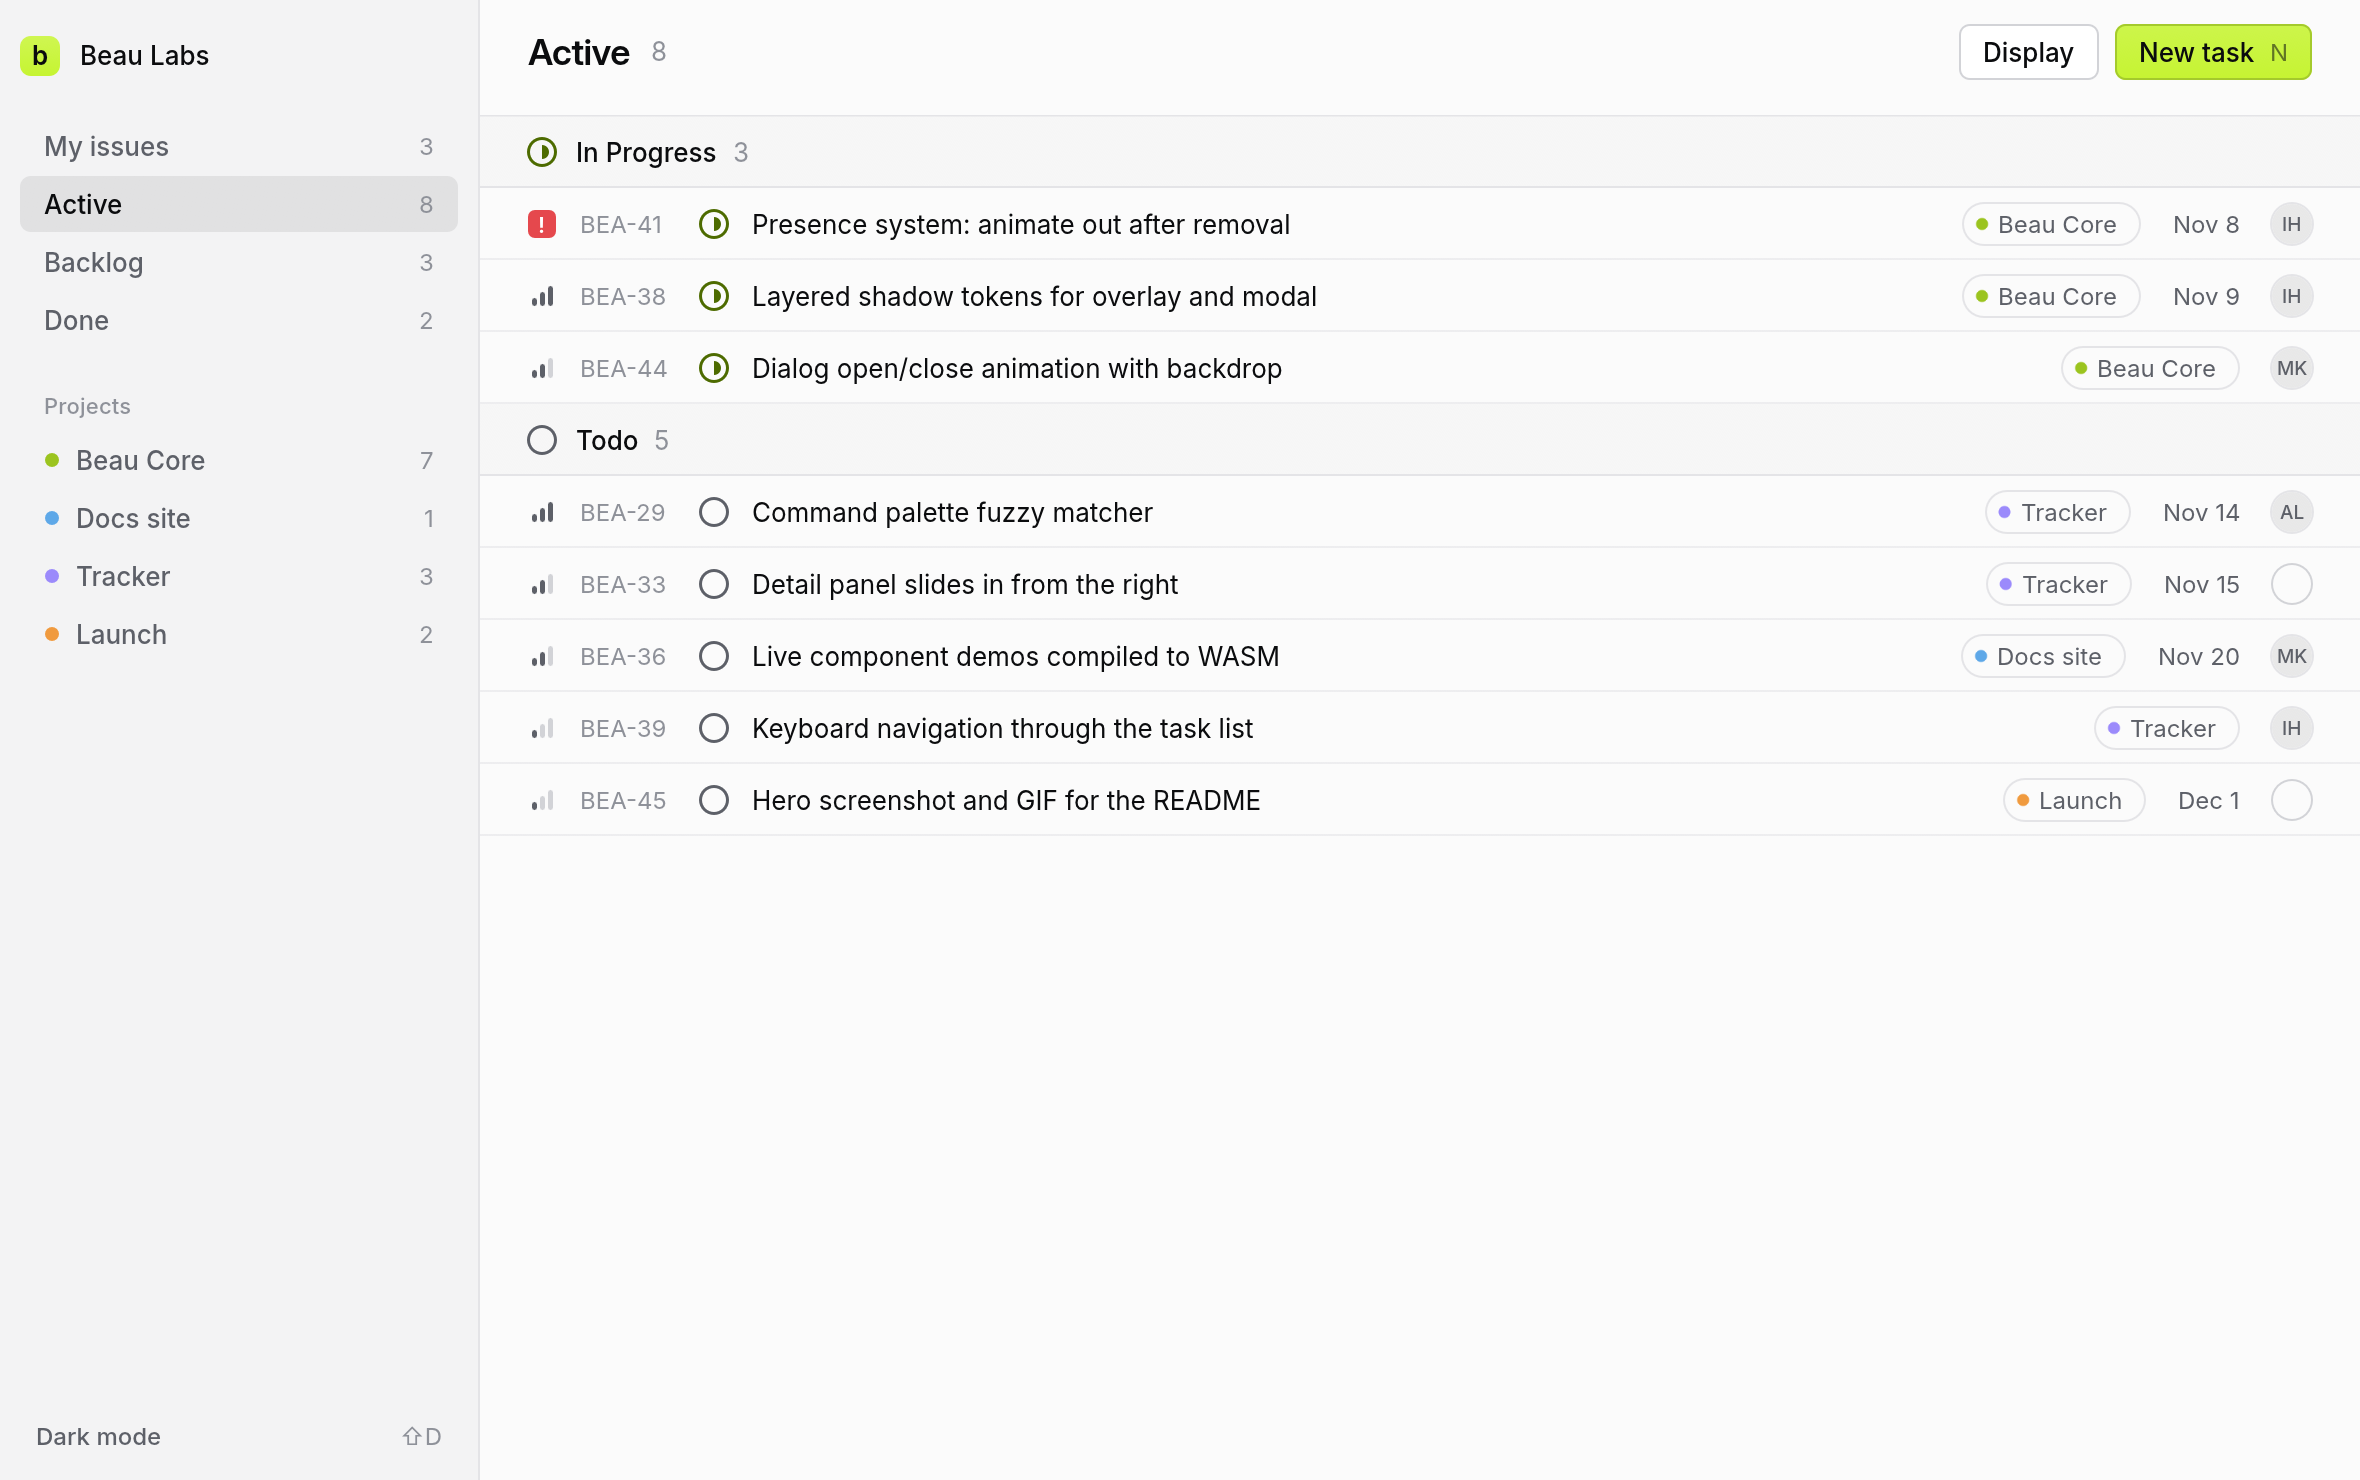 b Beau Labs
My issues 3
Active 8
Backlog 3
Done 2
Projects
Beau Core 7
Docs site 1
Tracker 3
Launch 2
Dark mode ⇧D
Active 8
Display
New task N
In Progress 3
! BEA-41 Presence system: animate out after removal Beau Core Nov 8 IH
BEA-38 Layered shadow tokens for overlay and modal Beau Core Nov 9 IH
BEA-44 Dialog open/close animation with backdrop Beau Core MK
Todo 5
BEA-29 Command palette fuzzy matcher Tracker Nov 14 AL
BEA-33 Detail panel slides in from the right Tracker Nov 15
BEA-36 Live component demos compiled to WASM Docs site Nov 20 MK
BEA-39 Keyboard navigation through the task list Tracker IH
BEA-45 Hero screenshot and GIF for the README Launch Dec 1